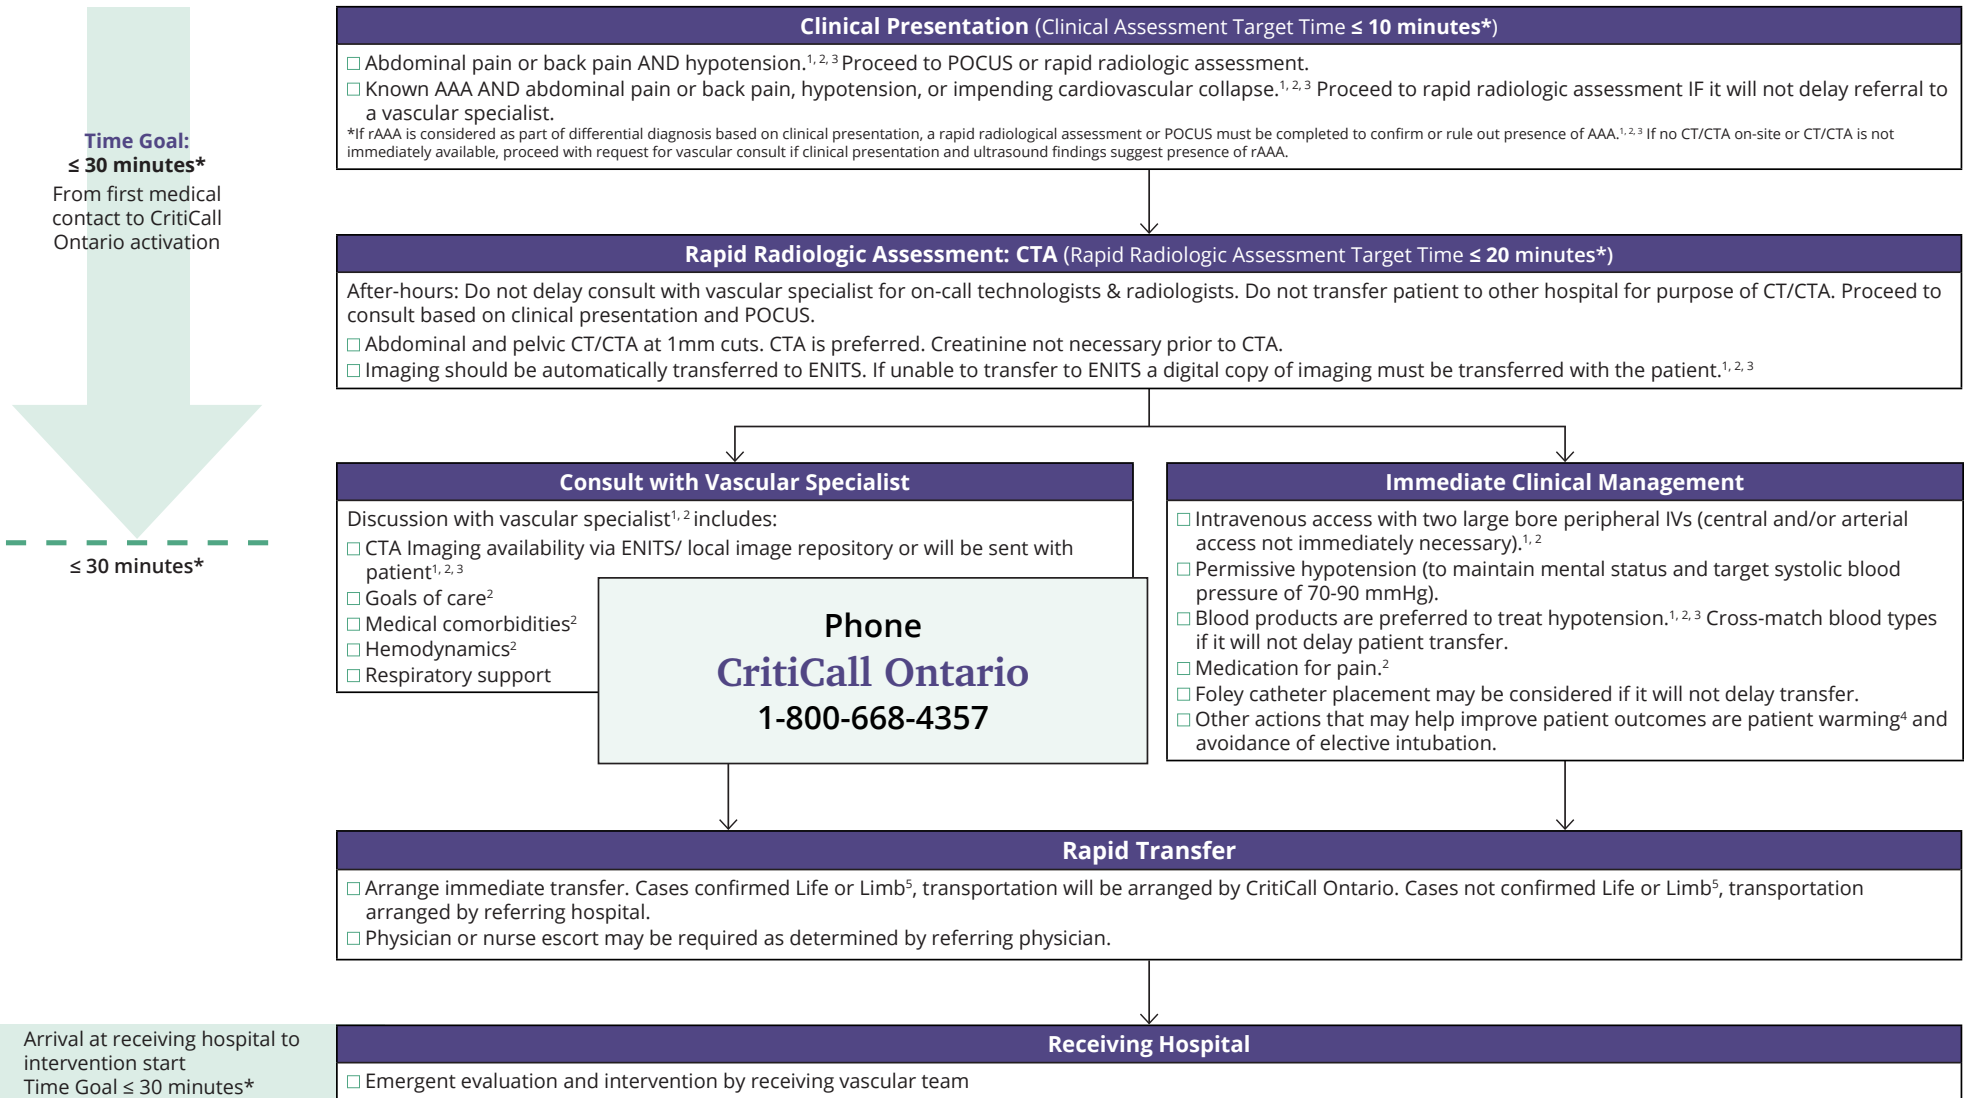 Clinical Presentation (Clinical Assessment Target Time ≤ 10 minutes*)
☐ Abdominal pain or back pain AND hypotension.1, 2, 3 Proceed to POCUS or rapid radiologic assessment.
☐ Known AAA AND abdominal pain or back pain, hypotension, or impending cardiovascular collapse.1, 2, 3 Proceed to rapid radiologic assessment IF it will not delay referral to
a vascular specialist.
*If rAAA is considered as part of differential diagnosis based on clinical presentation, a rapid radiological assessment or POCUS must be completed to confirm or rule out presence of AAA.1, 2, 3 If no CT/CTA on-site or CT/CTA is not
immediately available, proceed with request for vascular consult if clinical presentation and ultrasound findings suggest presence of rAAA.
Time Goal:
≤ 30 minutes*
From first medical
contact to CritiCall
Ontario activation
Rapid Radiologic Assessment: CTA (Rapid Radiologic Assessment Target Time ≤ 20 minutes*)
After-hours: Do not delay consult with vascular specialist for on-call technologists & radiologists. Do not transfer patient to other hospital for purpose of CT/CTA. Proceed to
consult based on clinical presentation and POCUS.
☐ Abdominal and pelvic CT/CTA at 1mm cuts. CTA is preferred. Creatinine not necessary prior to CTA.
☐ Imaging should be automatically transferred to ENITS. If unable to transfer to ENITS a digital copy of imaging must be transferred with the patient.1, 2, 3
≤ 30 minutes*
Consult with Vascular Specialist
Discussion with vascular specialist1, 2 includes:
☐ CTA Imaging availability via ENITS/ local image repository or will be sent with
patient1, 2, 3
☐ Goals of care2
☐ Medical comorbidities2
☐ Hemodynamics2
☐ Respiratory support
Phone
CritiCall Ontario
1-800-668-4357
Immediate Clinical Management
☐ Intravenous access with two large bore peripheral IVs (central and/or arterial
access not immediately necessary).1, 2
☐ Permissive hypotension (to maintain mental status and target systolic blood
pressure of 70-90 mmHg).
☐ Blood products are preferred to treat hypotension.1, 2, 3 Cross-match blood types
if it will not delay patient transfer.
☐ Medication for pain.2
☐ Foley catheter placement may be considered if it will not delay transfer.
☐ Other actions that may help improve patient outcomes are patient warming4 and
avoidance of elective intubation.
Rapid Transfer
☐ Arrange immediate transfer. Cases confirmed Life or Limb5, transportation will be arranged by CritiCall Ontario. Cases not confirmed Life or Limb5, transportation
arranged by referring hospital.
☐ Physician or nurse escort may be required as determined by referring physician.
Arrival at receiving hospital to
intervention start
Time Goal ≤ 30 minutes*
Receiving Hospital
☐ Emergent evaluation and intervention by receiving vascular team